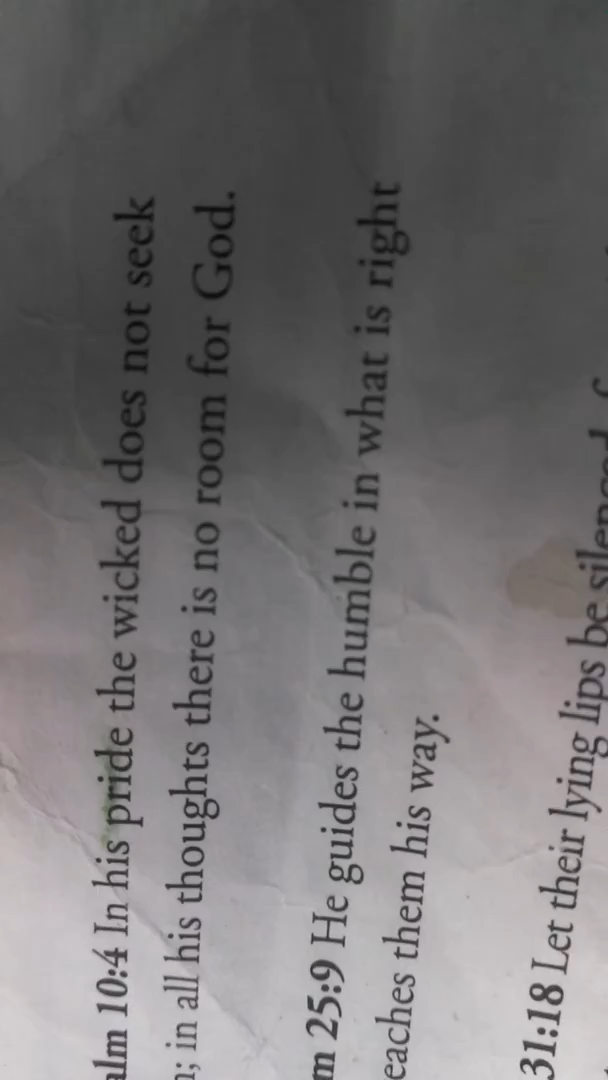 alm 10:4 In his pride the wicked does not seek
; in all his thoughts there is no room for God.
m 25:9 He guides the humble in what is right
eaches them his way.
31:18 Let their lying lips be silenced, f